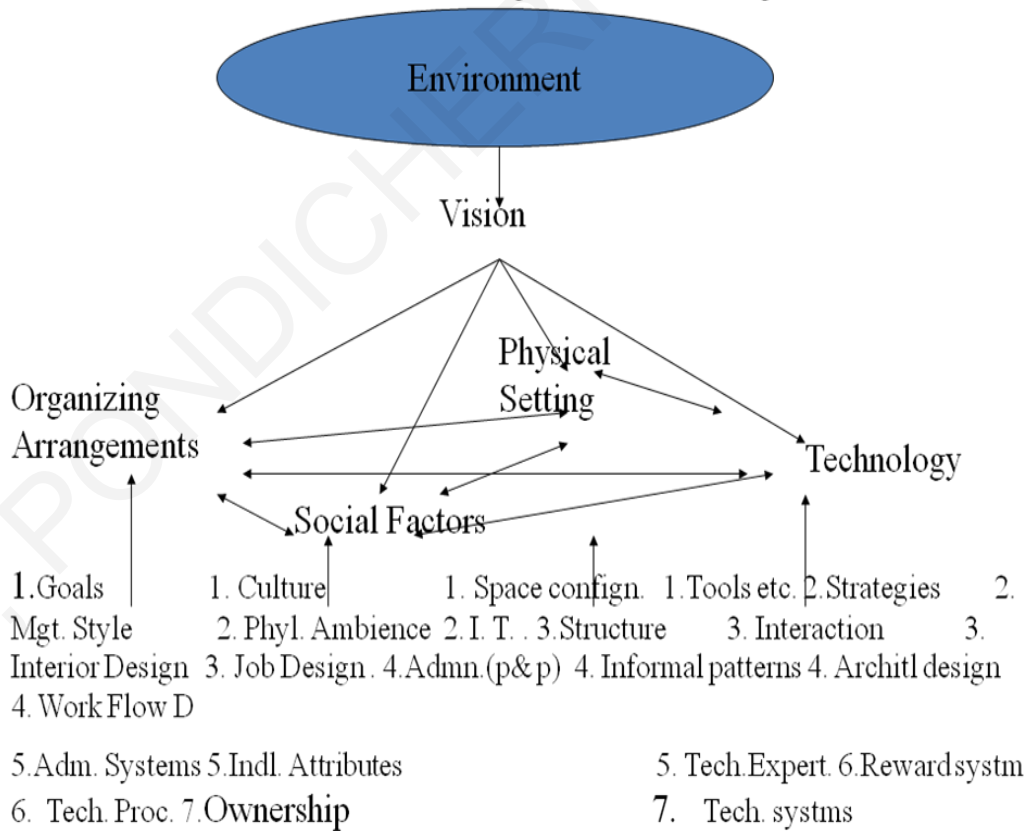 Environment
Vision
Physical
Setting
Organizing
Arrangements
Technology
Social Factors
1.Goals 1. Culture 1. Space confign. 1.Tools etc. 2.Strategies 2.
Mgt. Style 2. Phyl. Ambience 2. I. T. . 3.Structure 3. Interaction 3.
Interior Design 3. Job Design . 4.Admn.(p& p) 4. Informal patterns 4. Architl design
4. Work Flow D
5.Adm. Systems 5.Indl. Attributes 5. Tech.Expert. 6.Reward systm
6. Tech. Proc. 7.Ownership 7. Tech. systms